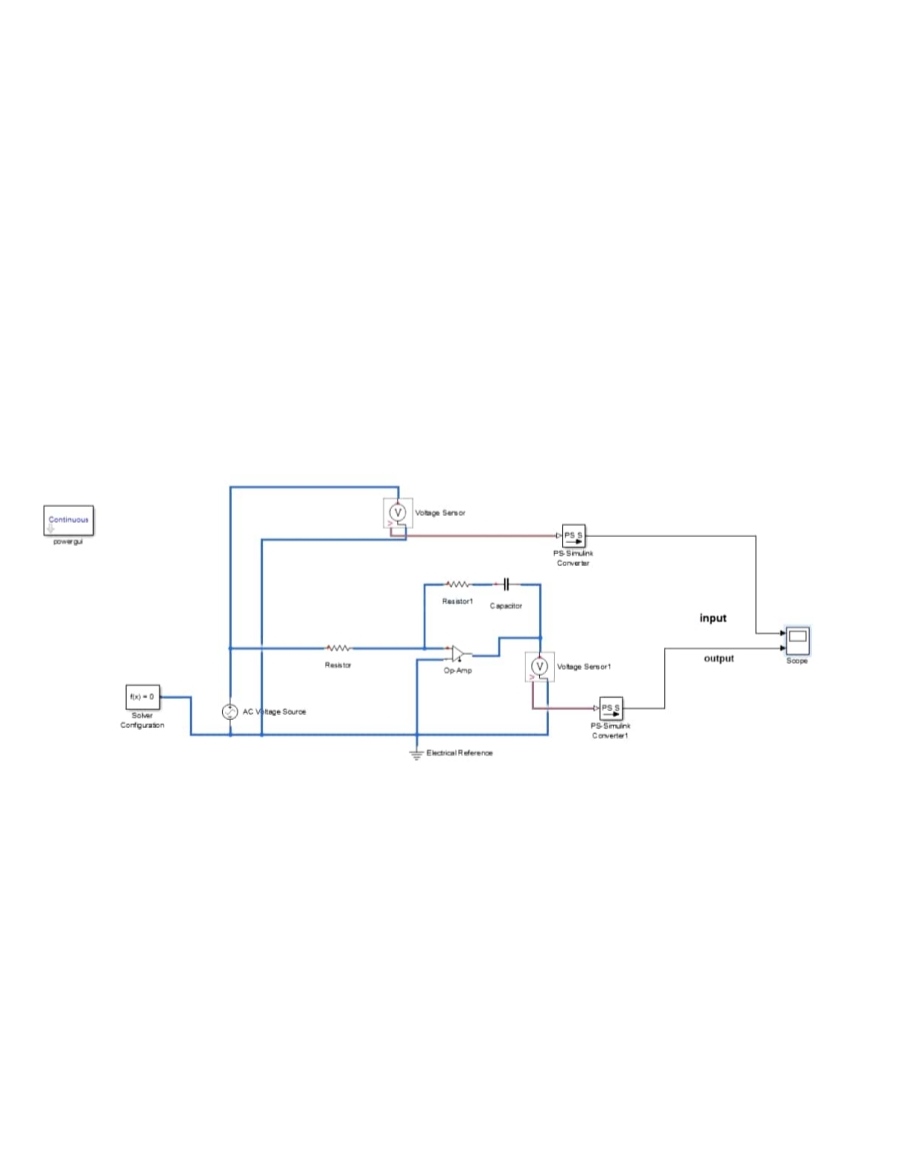 Voltage Sensor
Continuous
powergui
PS S
PS-Simulink
Converter
Resistor1
Capacitor
input
output
Scope
Resistor
Op-Amp
Voltage Sensor1
f(x) = 0
Solver
Configuration
AC Voltage Source
PS S
PS-Simulink
Converter1
Electrical Reference
V
V